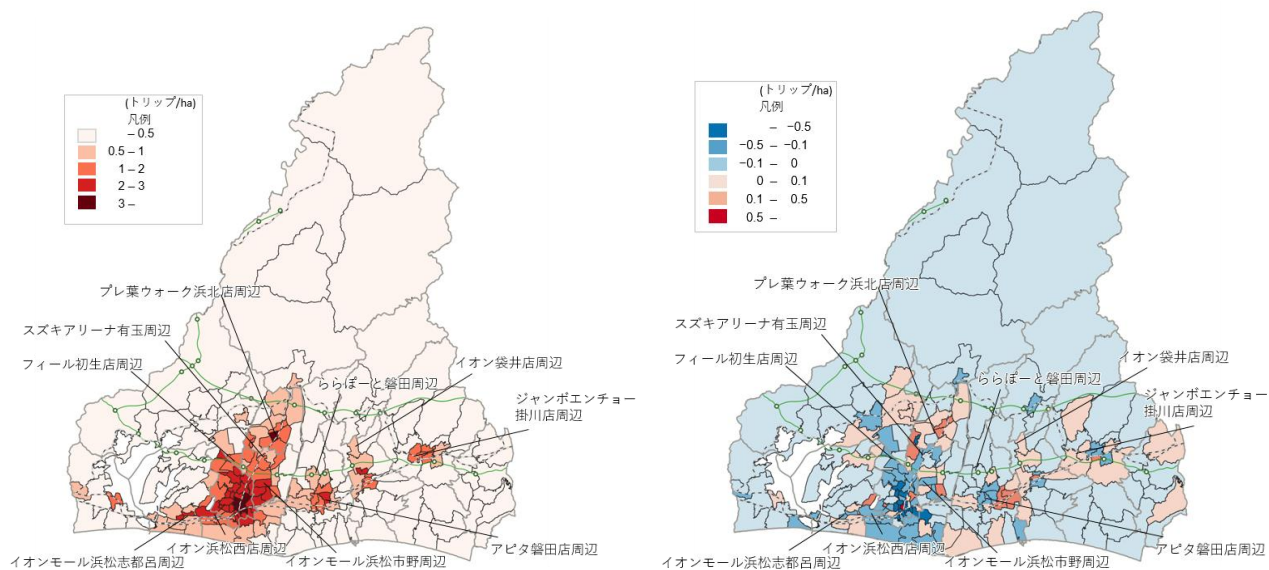 (トリップ/ha)
凡例
– 0.5
0.5 – 1
1 – 2
2 – 3
3 –
プレ葉ウォーク浜北店周辺
スズキアリーナ有玉周辺
フィール初生店周辺
イオン袋井店周辺
ららぽーと磐田周辺
ジャンボエンチョー
掛川店周辺
イオン浜松西店周辺
アピタ磐田店周辺
イオンモール浜松志都呂周辺
イオンモール浜松市野周辺
(トリップ/ha)
凡例
– −0.5
−0.5 – −0.1
−0.1 – 0
0 – 0.1
0.1 – 0.5
0.5 –
プレ葉ウォーク浜北店周辺
スズキアリーナ有玉周辺
フィール初生店周辺
イオン袋井店周辺
ららぽーと磐田周辺
ジャンボエンチョー
掛川店周辺
イオン浜松西店周辺
アピタ磐田店周辺
イオンモール浜松志都呂周辺
イオンモール浜松市野周辺